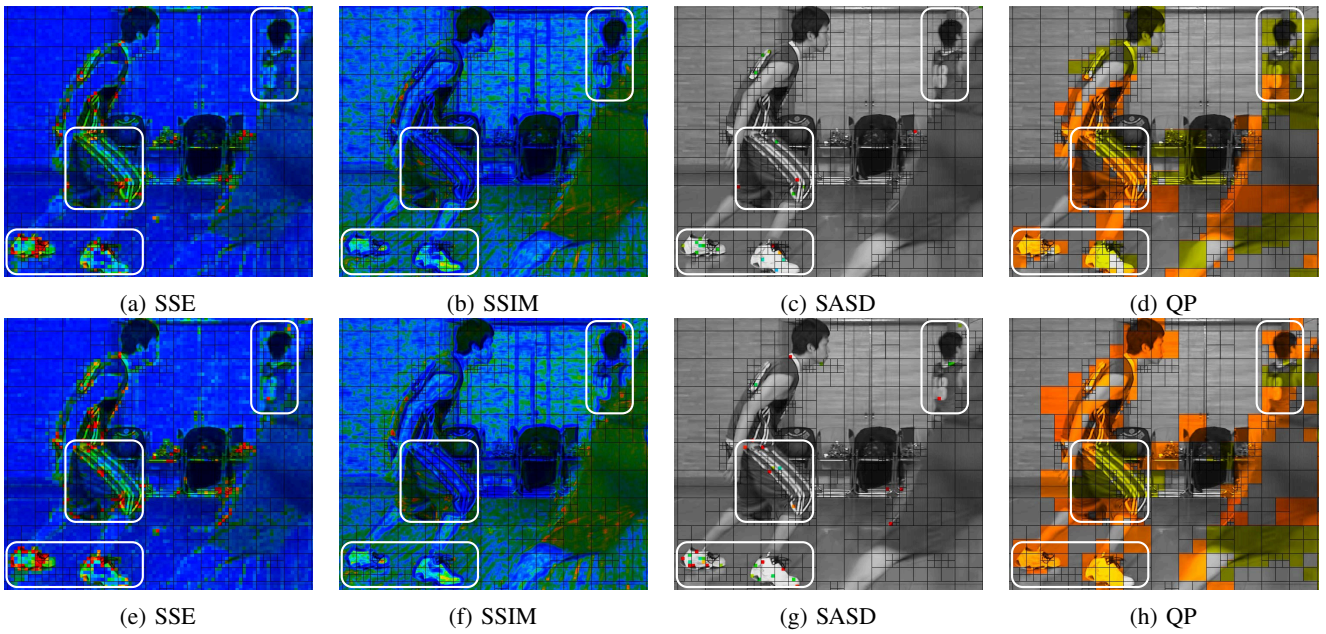 (a) SSE
(b) SSIM
(c) SASD
(d) QP
(e) SSE
(f) SSIM
(g) SASD
(h) QP